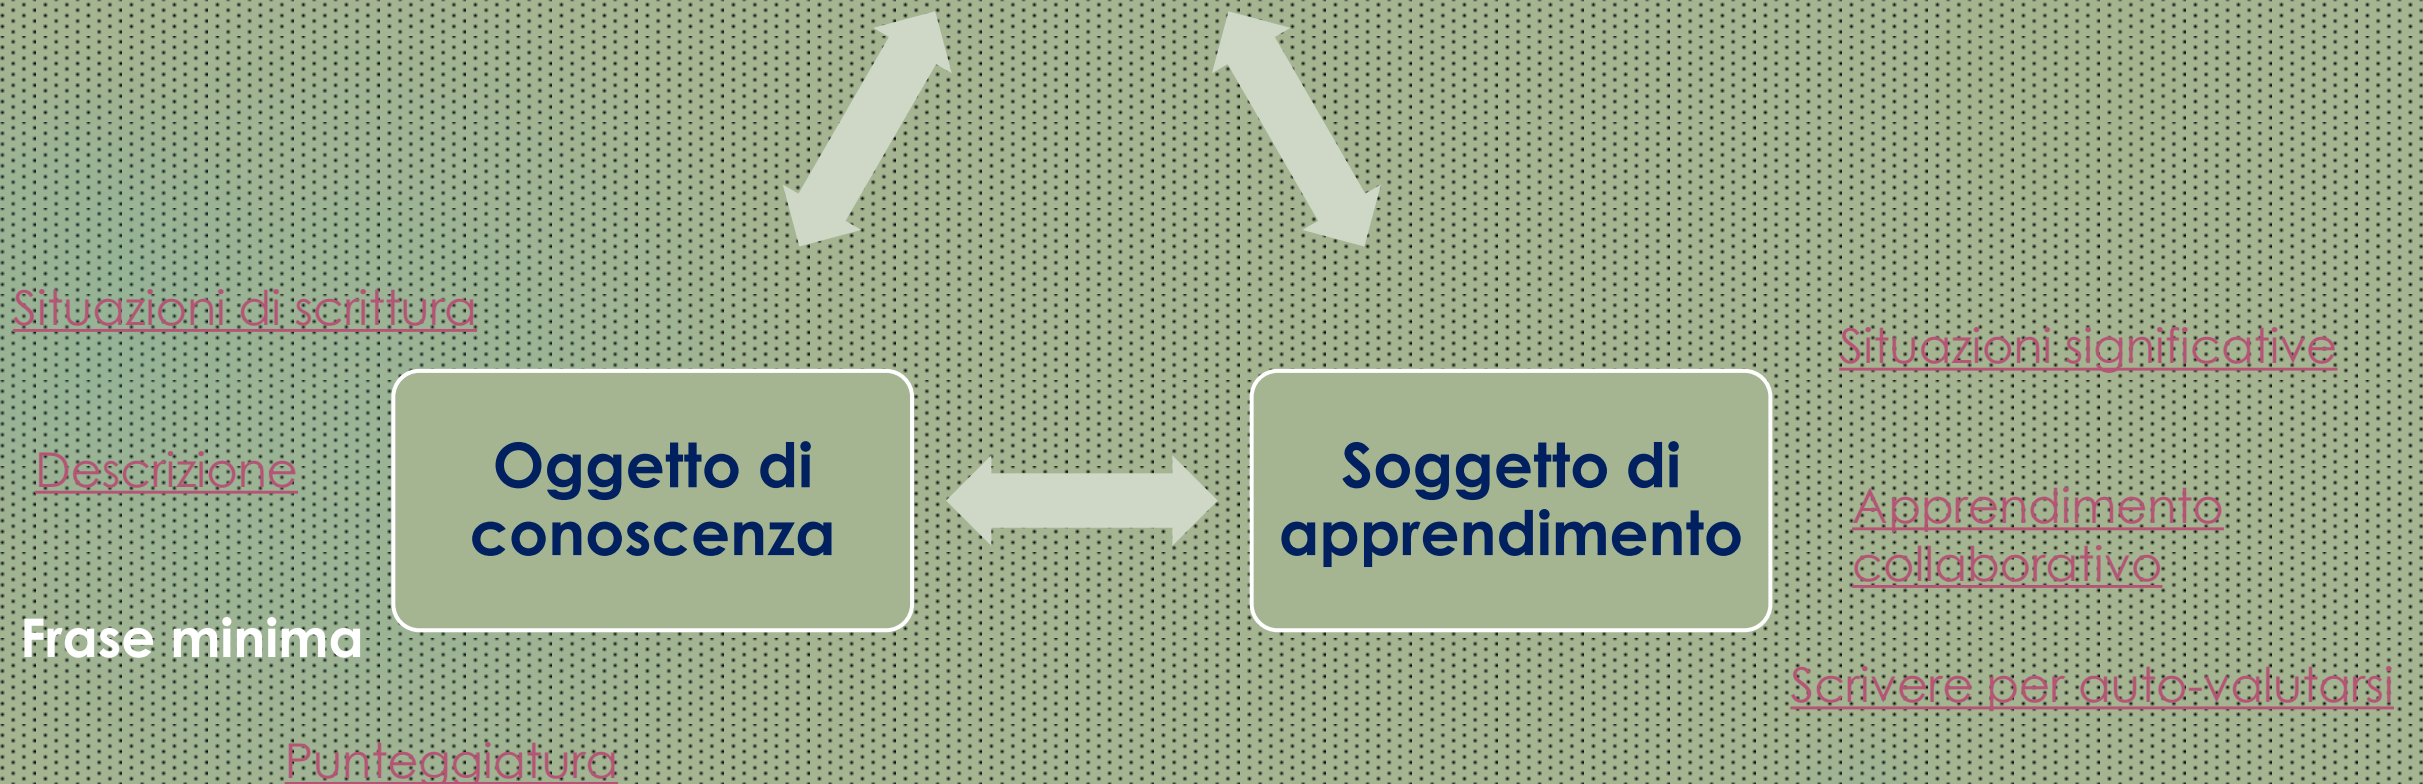 Situazioni di scrittura
Descrizione
Frase minima
Punteggiatura
Oggetto di
conoscenza
Soggetto di
apprendimento
Situazioni significative
Apprendimento
collaborativo
Scrivere per auto-valutarsi